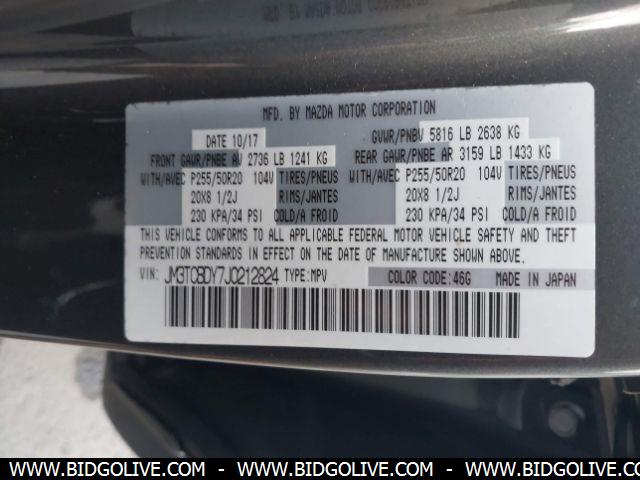 MFD. BY MAZDA MOTOR CORPORATION
DATE 10/17 GVWR/PNBV 5816 LB 2638 KG
FRONT GAWR/PNBE AV 2736 LB 1241 KG REAR GAWR/PNBE AR 3159 LB 1433 KG
WITH/AVEC P255/50R20 104V TIRES/PNEUS WITH/AVEC P255/50R20 104V TIRES/PNEUS
20X8 1/2J RIMS/JANTES 20X8 1/2J RIMS/JANTES
230 KPA/34 PSI COLD/A FROID 230 KPA/34 PSI COLD/A FROID
THIS VEHICLE CONFORMS TO ALL APPLICABLE FEDERAL MOTOR VEHICLE SAFETY AND THEFT
PREVENTION STANDARDS IN EFFECT ON THE DATE OF MANUFACTURE SHOWN ABOVE.
VIN: JM3TCBDY7J0212824 TYPE:MPV COLOR CODE:46G MADE IN JAPAN
WWW.BIDGOLIVE.COM - WWW.BIDGOLIVE.COM - WWW.BIDGOLIVE.COM